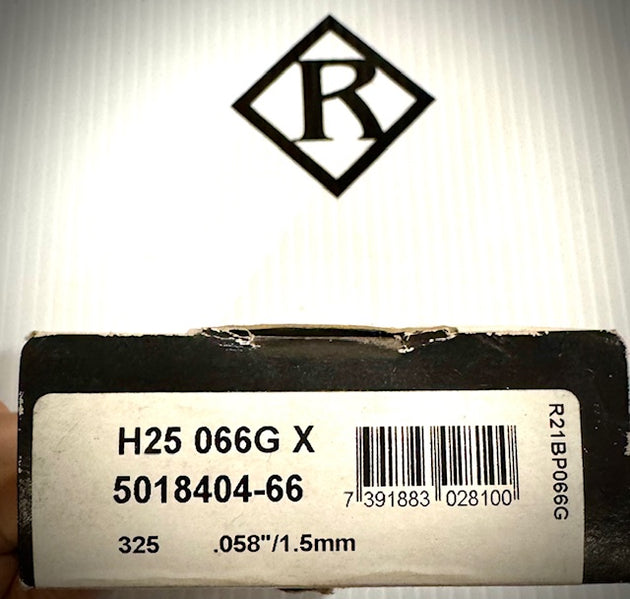 R
H25 066G X
5018404-66
325 .058"/1.5mm
7 391883 028100
R21BP066G